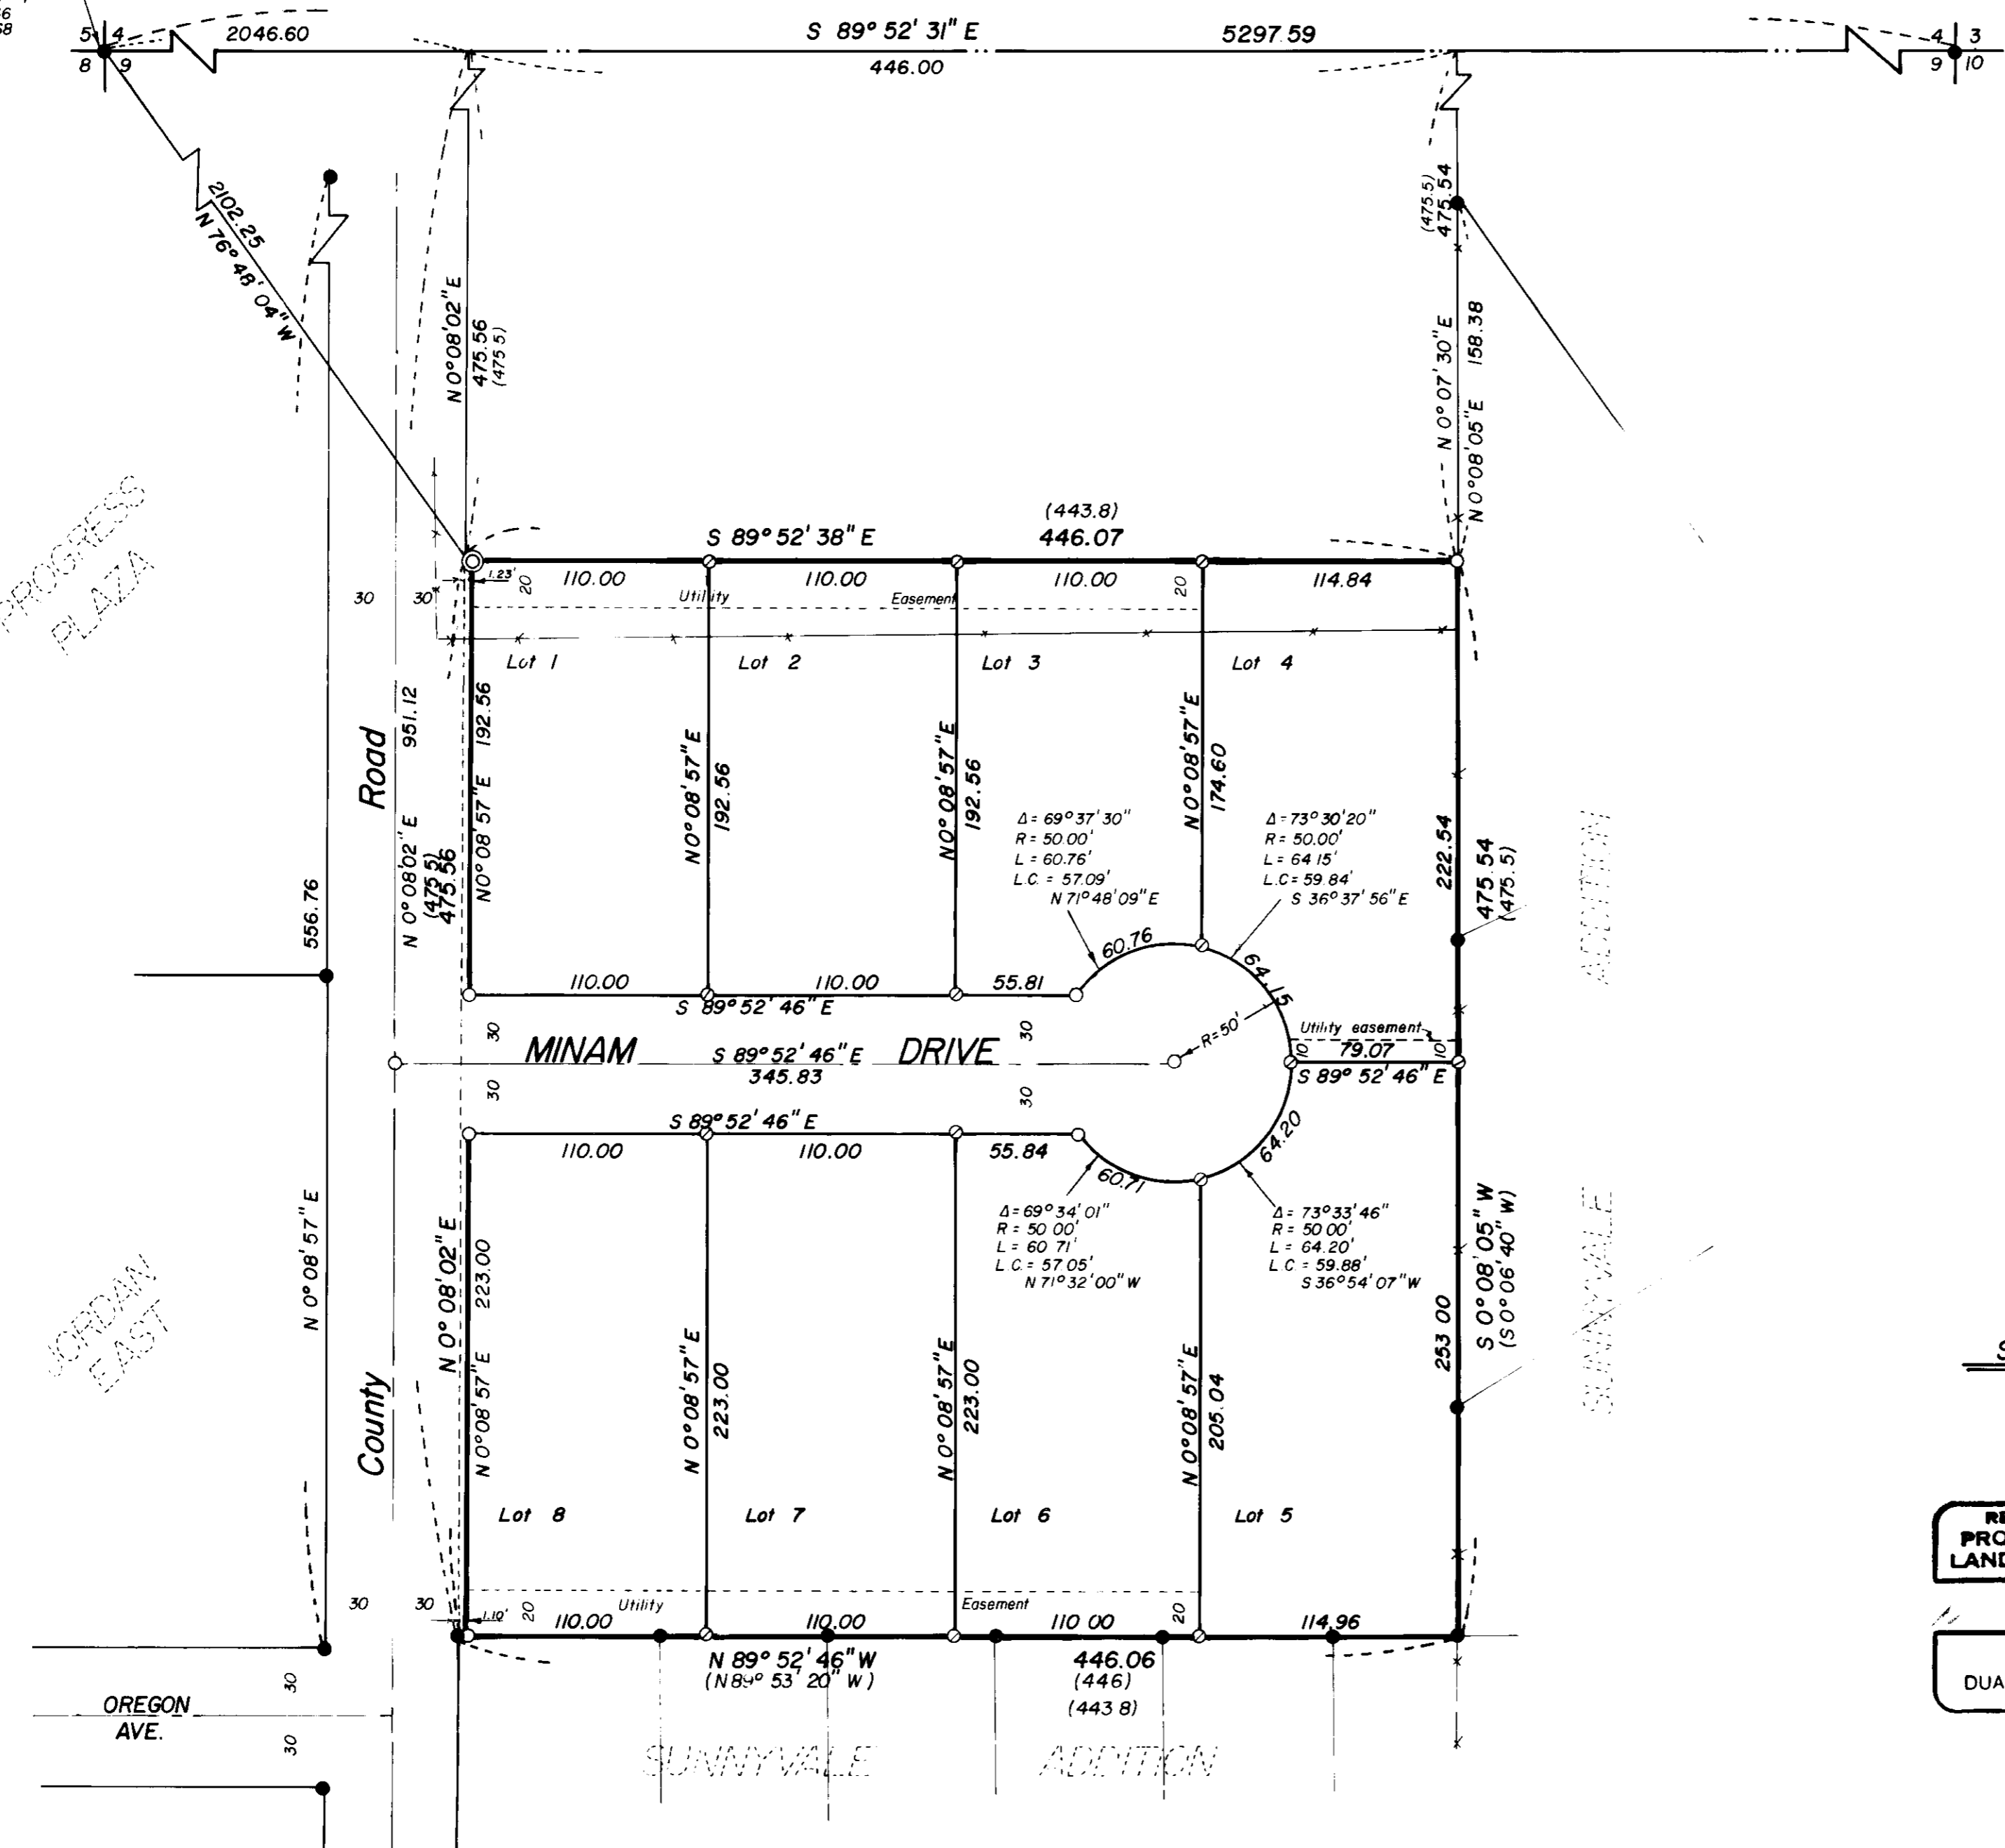 5 4
8 9
2046.60
S 89° 52' 31" E
5297.59
446.00
4 3
9 10
2102.25
N 76° 48' 04" W
N 0° 08' 02" E
475.56
(475 5)
(475.5)
475.54
N 0° 07' 30" E
N 0° 08' 05" E 158.38
PROGRESS
PLAZA
S 89° 52' 38" E
(443.8)
446.07
1.23'
20
110.00
110.00
110.00
20
114.84
30
30
Utility
Easement
Lot 1
Lot 2
Lot 3
Lot 4
Road
N 0° 08' 02" E 951.12
(475 5)
475.56
N 0° 08' 57" E 192.56
N 0° 08' 57" E
192.56
N 0° 08' 57" E
192.56
N 0° 08' 57" E
174.60
Δ = 69° 37' 30"
R = 50.00'
L = 60.76'
L.C. = 57.09'
N 71° 48' 09" E
Δ = 73° 30' 20"
R = 50.00'
L = 64 15'
L.C = 59.84'
S 36° 37' 56" E
222.54
475.54
(475.5)
ADDITION
556.76
60.76
64.15
110.00
110.00
55.81
S 89° 52' 46" E
30
30
MINAM DRIVE
S 89° 52' 46" E
345.83
R = 50'
Utility easement
10
79.07
10
S 89° 52' 46" E
30
30
S 89° 52' 46" E
110.00
110.00
55.84
60.71
64.20
Δ = 69° 34' 01"
R = 50 00'
L = 60 71'
L.C. = 57.05'
N 71° 32' 00" W
Δ = 73° 33' 46"
R = 50 00'
L = 64.20'
L.C. = 59.88'
S 36° 54' 07" W
N 0° 08' 57" E
N 0° 08' 02" E
N 0° 08' 57" E 223.00
N 0° 08' 57" E
223.00
N 0° 08' 57" E
223.00
N 0° 08' 57" E
205.04
253 00
S 0° 08' 05" W
(S 0° 06' 40" W)
SUNNYVALE
JORDAN
EAST
County
Lot 8
Lot 7
Lot 6
Lot 5
30
30
1.10'
20
Utility
Easement
20
110.00
110.00
110 00
114.96
N 89° 52' 46" W
(N 89° 53' 20" W)
446.06
(446)
(443 8)
30
OREGON
AVE.
30
SUNNYVALE ADDITION
PRO
LAND
DUA